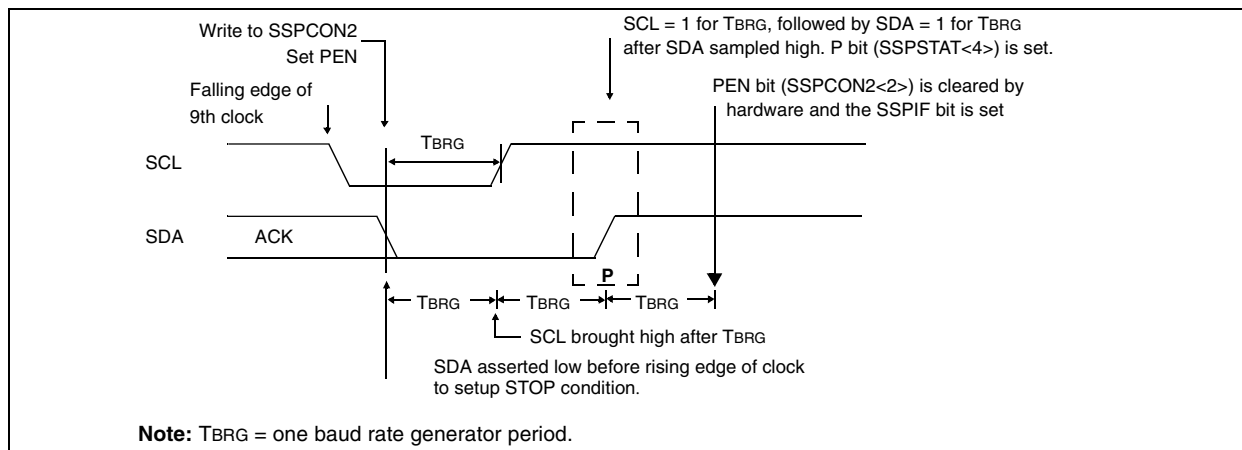 Write to SSPCON2
Set PEN
SCL = 1 for TBRG, followed by SDA = 1 for TBRG
after SDA sampled high. P bit (SSPSTAT<4>) is set.
Falling edge of
9th clock
PEN bit (SSPCON2<2>) is cleared by
hardware and the SSPIF bit is set
TBRG
SCL
SDA
ACK
P
TBRG
TBRG
TBRG
SCL brought high after TBRG
SDA asserted low before rising edge of clock
to setup STOP condition.
Note: TBRG = one baud rate generator period.